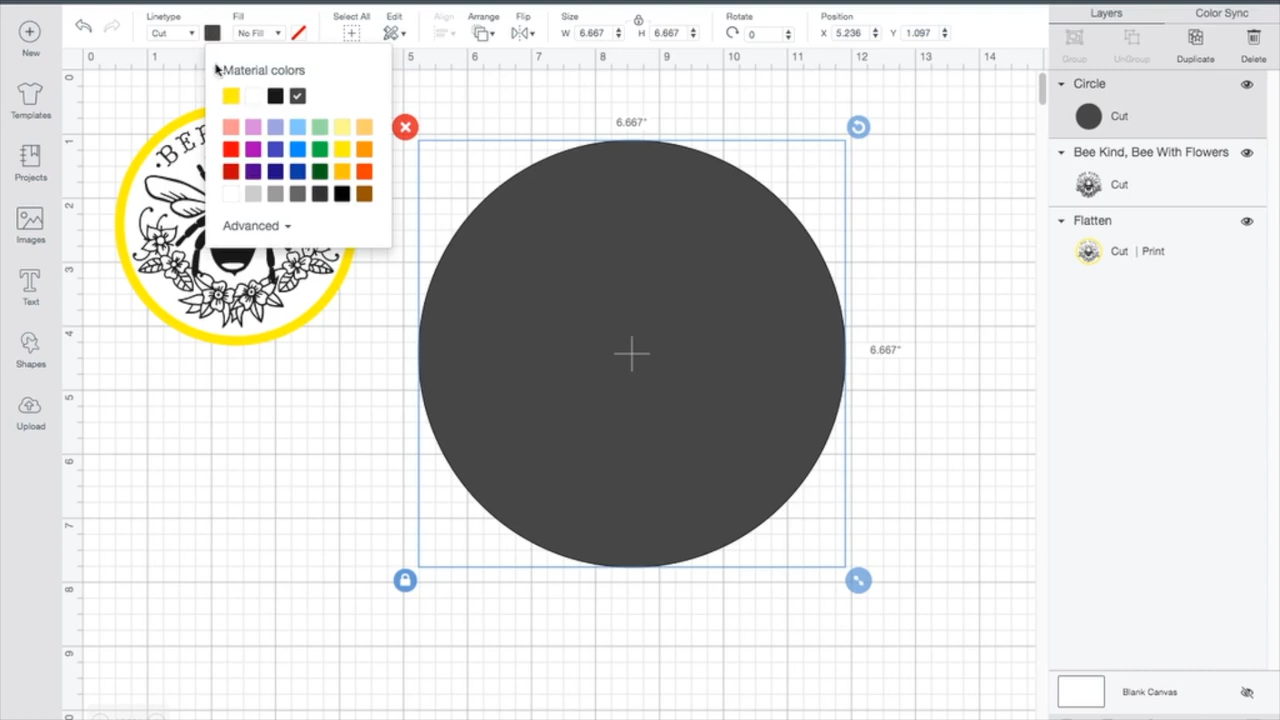 Linetype Fill Select All Edit Align Arrange Flip Size Rotate Position
Cut No Fill W 6.667 H 6.667 0 X 5.236 Y 1.097
New
Templates
Projects
Images
Text
Shapes
Upload
0 1 5 6 7 8 9 10 11 12 13 14
0
1
2
3
4
5
6
7
8
9
Material colors
Advanced
·BEE
6.667"
6.667"
Layers Color Sync
Group UnGroup Duplicate Delete
Circle
Cut
Bee Kind, Bee With Flowers
Cut
Flatten
Cut | Print
Blank Canvas